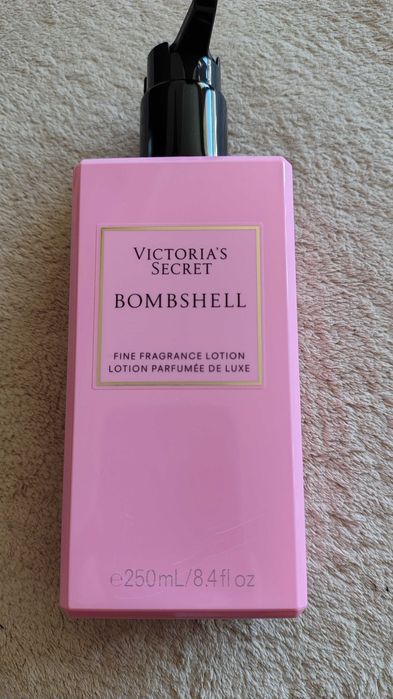 VICTORIA'S
SECRET
BOMBSHELL
FINE FRAGRANCE LOTION
LOTION PARFUMÉE DE LUXE
℮250mL/8.4fl oz